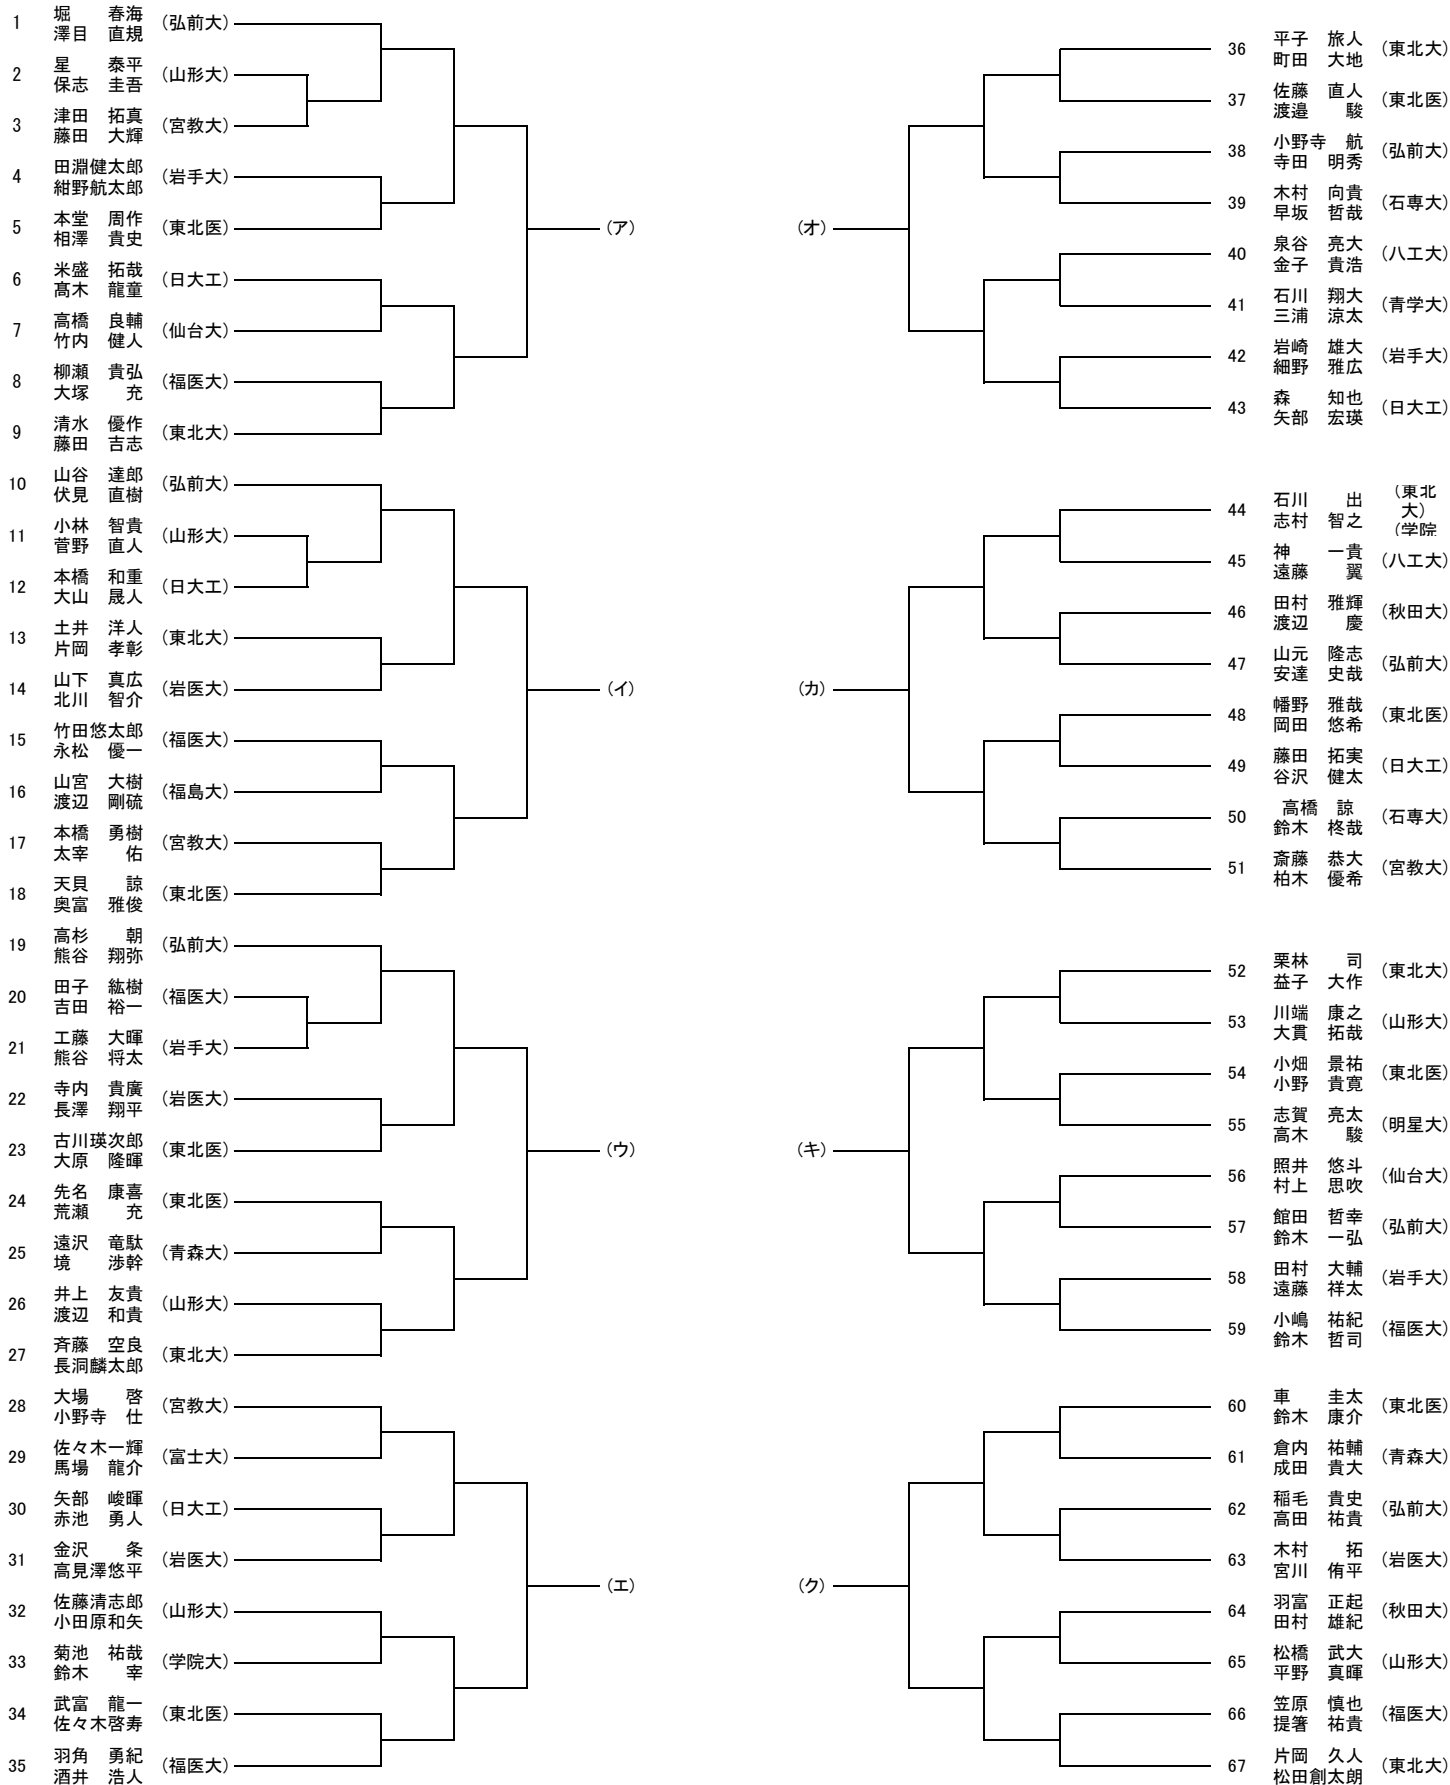 1 堀　春海 (弘前大)
澤目　直規
2 星　泰平 (山形大)
保志　圭吾
3 津田　拓真 (宮教大)
藤田　大輝
4 田淵健太郎 (岩手大)
紺野航太郎
5 本堂　周作 (東北医)
相澤　貴史
(ア)
6 米盛　拓哉 (日大工)
髙木　龍童
7 高橋　良輔 (仙台大)
竹内　健人
8 柳瀬　貴弘 (福医大)
大塚　充
9 清水　優作 (東北大)
藤田　吉志
10 山谷　達郎 (弘前大)
伏見　直樹
11 小林　智貴 (山形大)
菅野　直人
12 本橋　和重 (日大工)
大山　晟人
13 土井　洋人 (東北大)
片岡　孝彰
14 山下　真広 (岩医大)
北川　智介
(イ)
15 竹田悠太郎 (福医大)
永松　優一
16 山宮　大樹 (福島大)
渡辺　剛硫
17 本橋　勇樹 (宮教大)
太宰　佑
18 天貝　諒 (東北医)
奥富　雅俊
19 高杉　朝 (弘前大)
熊谷　翔弥
20 田子　紘樹 (福医大)
吉田　裕一
21 工藤　大暉 (岩手大)
熊谷　将太
22 寺内　貴廣 (岩医大)
長澤　翔平
23 古川瑛次郎 (東北医)
大原　隆暉
(ウ)
24 先名　康喜 (東北医)
荒瀬　充
25 遠沢　竜駄 (青森大)
境　渉幹
26 井上　友貴 (山形大)
渡辺　和貴
27 斉藤　空良 (東北大)
長洞麟太郎
28 大場　啓 (宮教大)
小野寺　仕
29 佐々木一輝 (富士大)
馬場　龍介
30 矢部　峻暉 (日大工)
赤池　勇人
31 金沢　条 (岩医大)
高見澤悠平
(エ)
32 佐藤清志郎 (山形大)
小田原和矢
33 菊池　祐哉 (学院大)
鈴木　宰
34 武富　龍一 (東北医)
佐々木啓寿
35 羽角　勇紀 (福医大)
酒井　浩人
36 平子　旅人 (東北大)
町田　大地
37 佐藤　直人 (東北医)
渡邉　駿
38 小野寺　航 (弘前大)
寺田　明秀
39 木村　向貴 (石専大)
早坂　哲哉
(オ)
40 泉谷　亮大 (八工大)
金子　貴浩
41 石川　翔大 (青学大)
三浦　涼太
42 岩崎　雄大 (岩手大)
細野　雅広
43 森　知也 (日大工)
矢部　宏瑛
44 石川　出 (東北
志村　智之 大)
(学院
45 神　一貴 (八工大)
遠藤　翼
46 田村　雅輝 (秋田大)
渡辺　慶
47 山元　隆志 (弘前大)
安達　史哉
(カ)
48 幡野　雅哉 (東北医)
岡田　悠希
49 藤田　拓実 (日大工)
谷沢　健太
50 高橋　諒 (石専大)
鈴木　柊哉
51 斎藤　恭大 (宮教大)
柏木　優希
52 栗林　司 (東北大)
益子　大作
53 川端　康之 (山形大)
大貫　拓哉
54 小畑　景祐 (東北医)
小野　貴寛
55 志賀　亮太 (明星大)
高木　駿
(キ)
56 照井　悠斗 (仙台大)
村上　思吹
57 館田　哲幸 (弘前大)
鈴木　一弘
58 田村　大輔 (岩手大)
遠藤　祥太
59 小嶋　祐紀 (福医大)
鈴木　哲司
60 車　圭太 (東北医)
鈴木　康介
61 倉内　祐輔 (青森大)
成田　貴大
62 稲毛　貴史 (弘前大)
高田　祐貴
63 木村　拓 (岩医大)
宮川　侑平
(ク)
64 羽富　正起 (秋田大)
田村　雄紀
65 松橋　武大 (山形大)
平野　真暉
66 笠原　慎也 (福医大)
提箸　祐貴
67 片岡　久人 (東北大)
松田創太朗